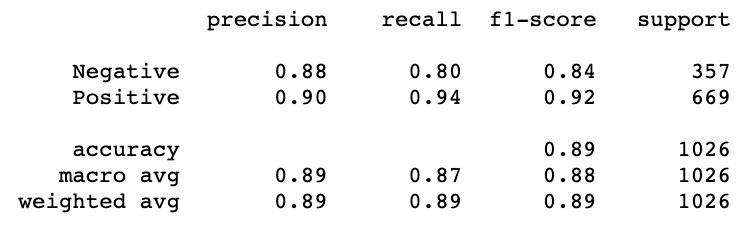 precision recall f1-score support
Negative 0.88 0.80 0.84 357
Positive 0.90 0.94 0.92 669
accuracy 0.89 1026
macro avg 0.89 0.87 0.88 1026
weighted avg 0.89 0.89 0.89 1026